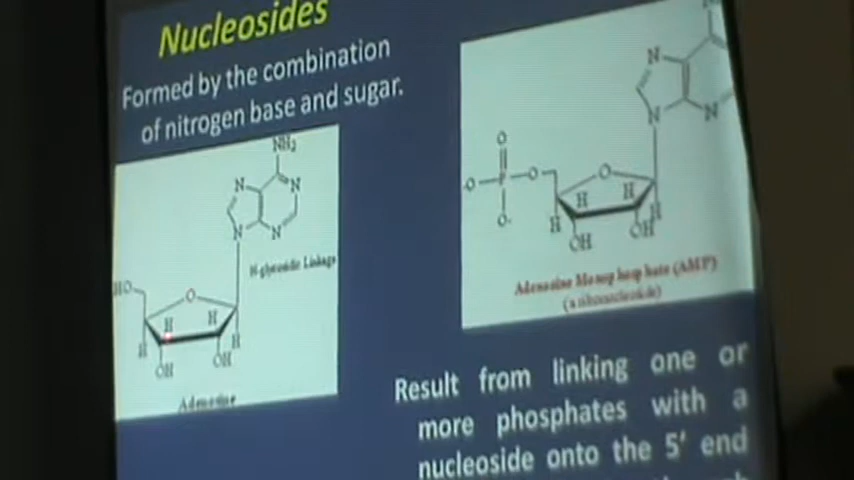 Nucleosides
Formed by the combination
of nitrogen base and sugar.
NH₂
N
N
N
N
N-glycosidic Linkage
HO
O
H
H
H
H
OH
OH
Adenosine
N
N
N
O
O
P
O
O
O-
H
H
H
H
OH
OH
Adenosine Monophosphate (AMP)
(a ribonucleotide)
Result from linking one or
more phosphates with a
nucleoside onto the 5' end